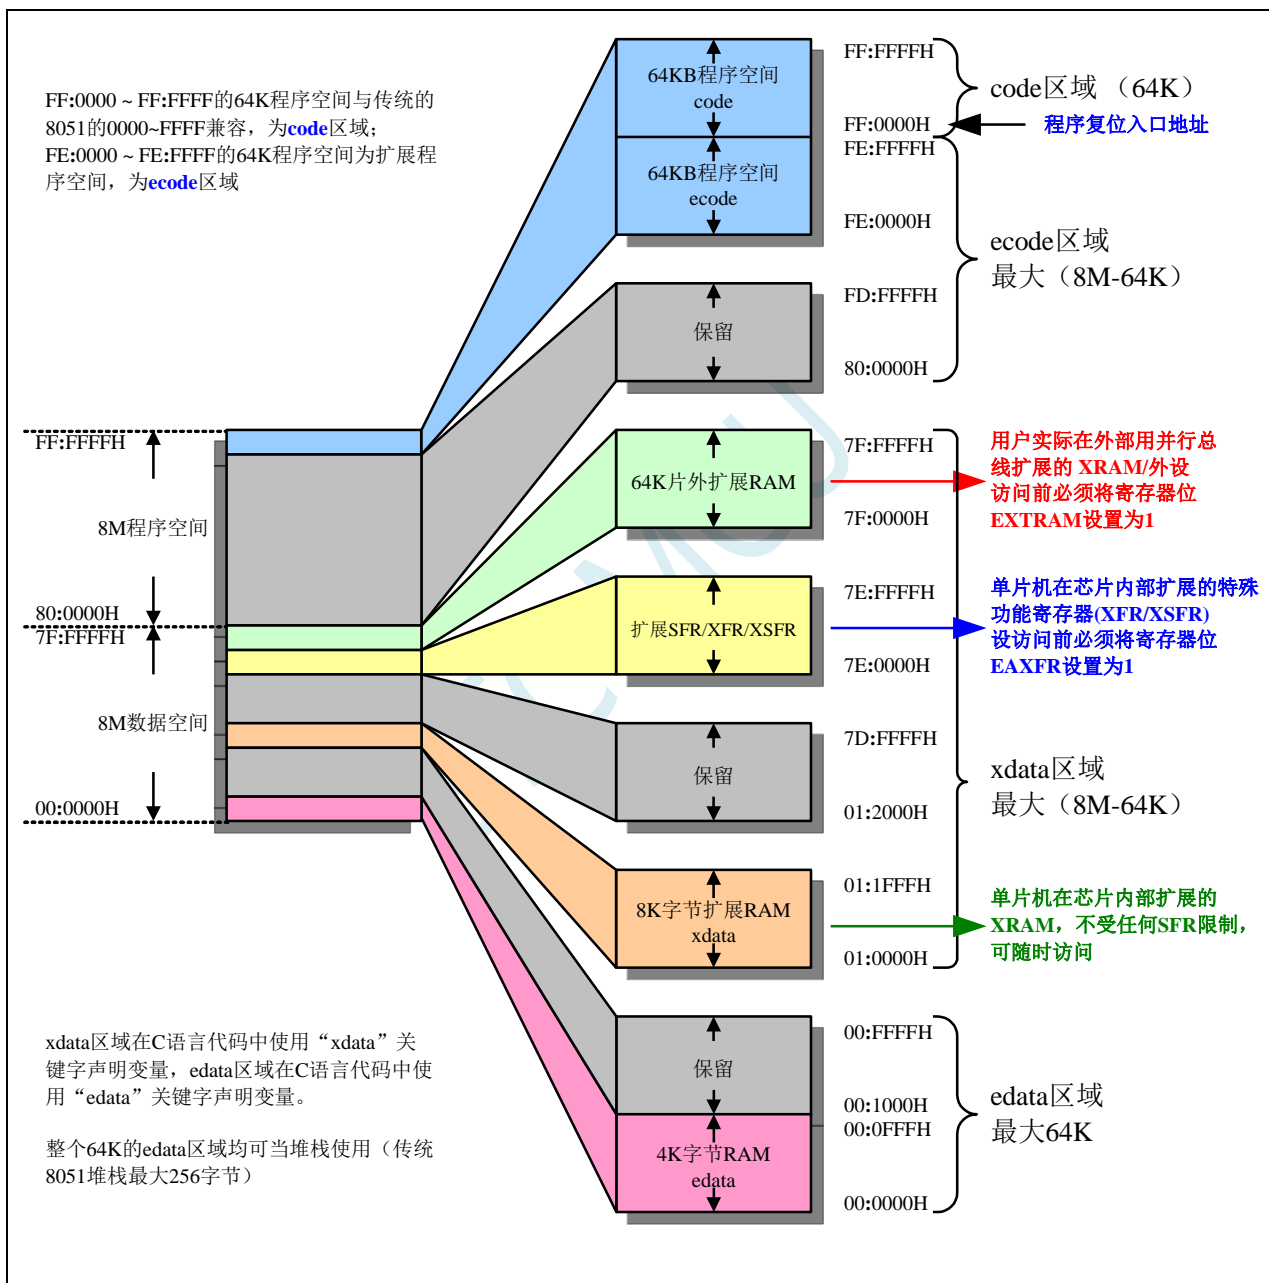 FF:0000 ~ FF:FFFF的64K程序空间与传统的
8051的0000~FFFF兼容，为code区域；
FE:0000 ~ FE:FFFF的64K程序空间为扩展程
序空间，为ecode区域
64KB程序空间
code
64KB程序空间
ecode
FF:FFFFH
FF:0000H
FE:FFFFH
FE:0000H
code区域 （64K）
程序复位入口地址
ecode区域
最大（8M-64K）
保留
FD:FFFFH
80:0000H
FF:FFFFH
8M程序空间
80:0000H
7F:FFFFH
8M数据空间
00:0000H
64K片外扩展RAM
7F:FFFFH
7F:0000H
用户实际在外部用并行总
线扩展的 XRAM/外设
访问前必须将寄存器位
EXTRAM设置为1
扩展SFR/XFR/XSFR
7E:FFFFH
7E:0000H
单片机在芯片内部扩展的特殊
功能寄存器(XFR/XSFR)
设访问前必须将寄存器位
EAXFR设置为1
保留
7D:FFFFH
01:2000H
xdata区域
最大（8M-64K）
8K字节扩展RAM
xdata
01:1FFFH
01:0000H
单片机在芯片内部扩展的
XRAM，不受任何SFR限制，
可随时访问
保留
00:FFFFH
00:1000H
00:0FFFH
4K字节RAM
edata
00:0000H
edata区域
最大64K
xdata区域在C语言代码中使用“xdata”关
键字声明变量，edata区域在C语言代码中使
用“edata”关键字声明变量。
整个64K的edata区域均可当堆栈使用（传统
8051堆栈最大256字节）